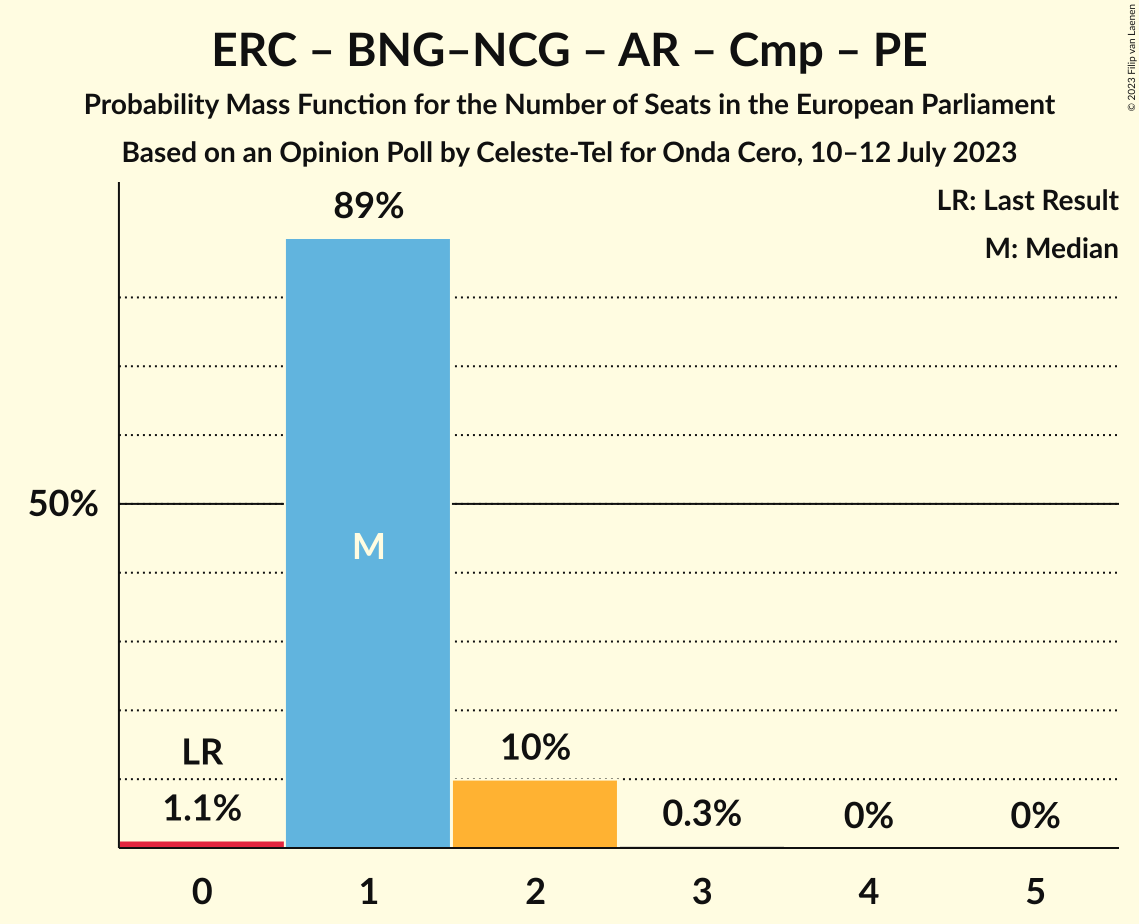 ERC – BNG–NCG – AR – Cmp – PE
Probability Mass Function for the Number of Seats in the European Parliament
Based on an Opinion Poll by Celeste-Tel for Onda Cero, 10–12 July 2023
© 2023 Filip van Laenen
LR: Last Result
M: Median
89%
50%
M
LR
1.1%
10%
0.3%
0%
0%
0 1 2 3 4 5